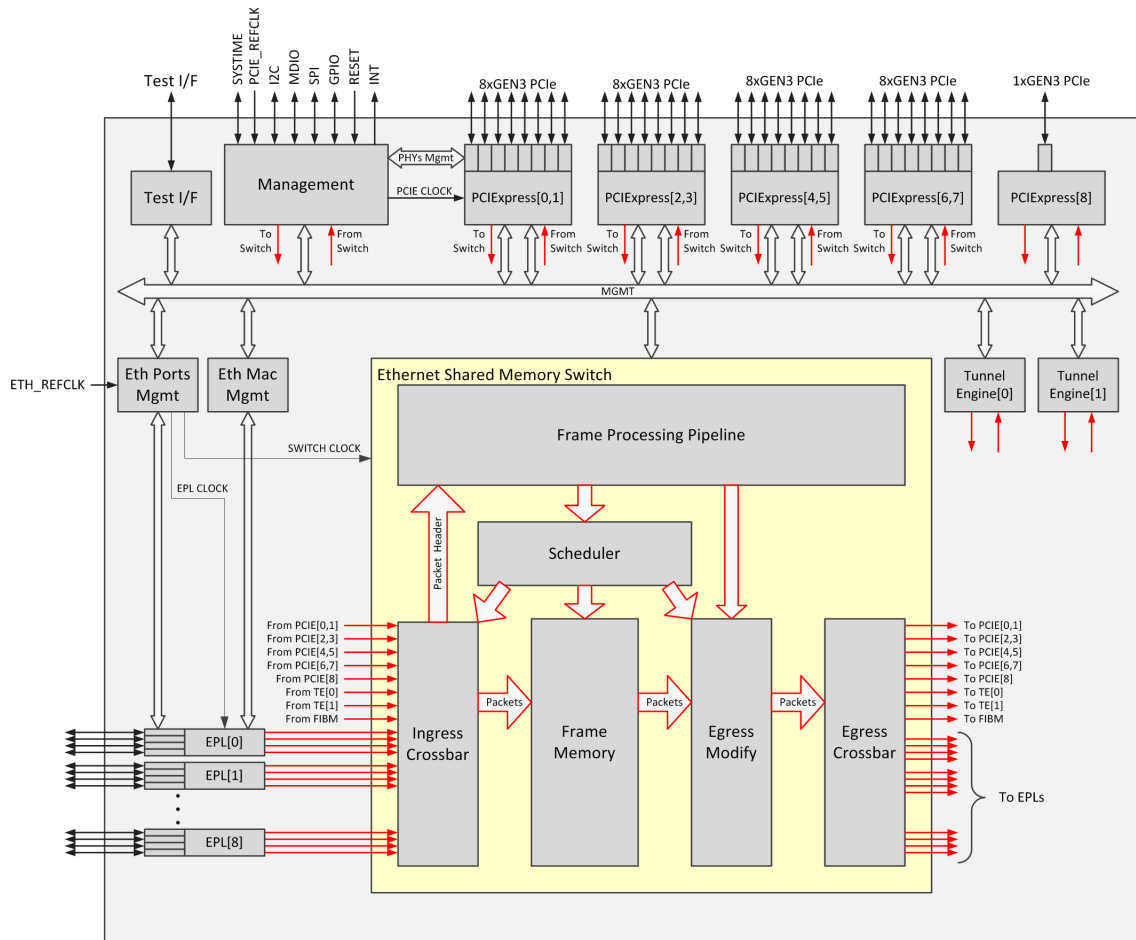 SYSTIME
PCIE_REFCLK
I2C
MDIO
SPI
GPIO
RESET
INT
Test I/F
8xGEN3 PCIe
8xGEN3 PCIe
8xGEN3 PCIe
8xGEN3 PCIe
1xGEN3 PCIe
Test I/F
Management
PHYs Mgmt
PCIE CLOCK
PCIExpress[0,1]
PCIExpress[2,3]
PCIExpress[4,5]
PCIExpress[6,7]
PCIExpress[8]
To
Switch
From
Switch
To
Switch
From
Switch
To
Switch
From
Switch
To
Switch
From
Switch
To
Switch
From
Switch
MGMT
ETH_REFCLK
Eth Ports
Mgmt
Eth Mac
Mgmt
Tunnel
Engine[0]
Tunnel
Engine[1]
Ethernet Shared Memory Switch
Frame Processing Pipeline
SWITCH CLOCK
EPL CLOCK
Packet Header
Scheduler
From PCIE[0,1]
From PCIE[2,3]
From PCIE[4,5]
From PCIE[6,7]
From PCIE[8]
From TE[0]
From TE[1]
From FIBM
Ingress
Crossbar
Packets
Frame
Memory
Packets
Egress
Modify
Packets
Egress
Crossbar
To PCIE[0,1]
To PCIE[2,3]
To PCIE[4,5]
To PCIE[6,7]
To PCIE[8]
To TE[0]
To TE[1]
To FIBM
EPL[0]
EPL[1]
EPL[8]
To EPLs